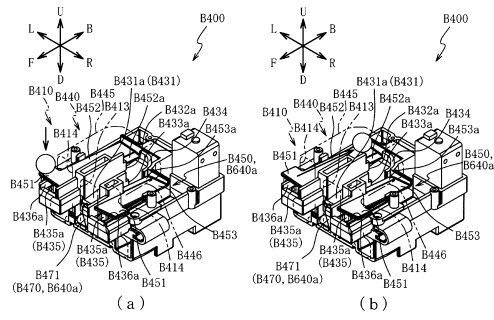 U
L
B
F
R
D
B400
B410
B440
B445
B431a (B431)
B452
B413
B452a
B432a
B434
B433a
B453a
B414
B451
B450,
B640a
B436a
B435a
(B435)
B435a
(B435)
B453
B446
B471
(B470, B640a)
B436a
B414
B451
(a)
U
L
B
F
R
D
B400
B431a (B431)
B445
B452a
B440
B452
B413
B410
B432a
B434
B414
B433a
B453a
B451
B450,
B640a
B436a
B435a
(B435)
B435a
(B435)
B453
B446
B471
(B470, B640a)
B436a
B414
B451
(b)